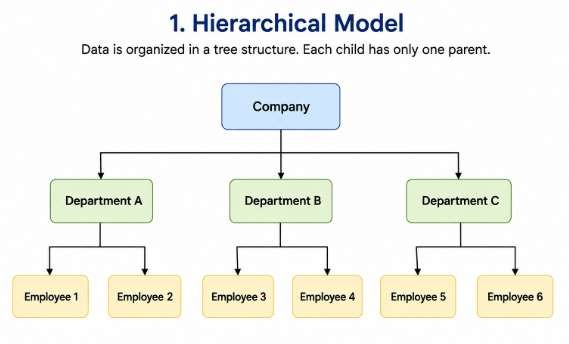 1. Hierarchical Model
Data is organized in a tree structure. Each child has only one parent.
Company
Department A
Department B
Department C
Employee 1
Employee 2
Employee 3
Employee 4
Employee 5
Employee 6